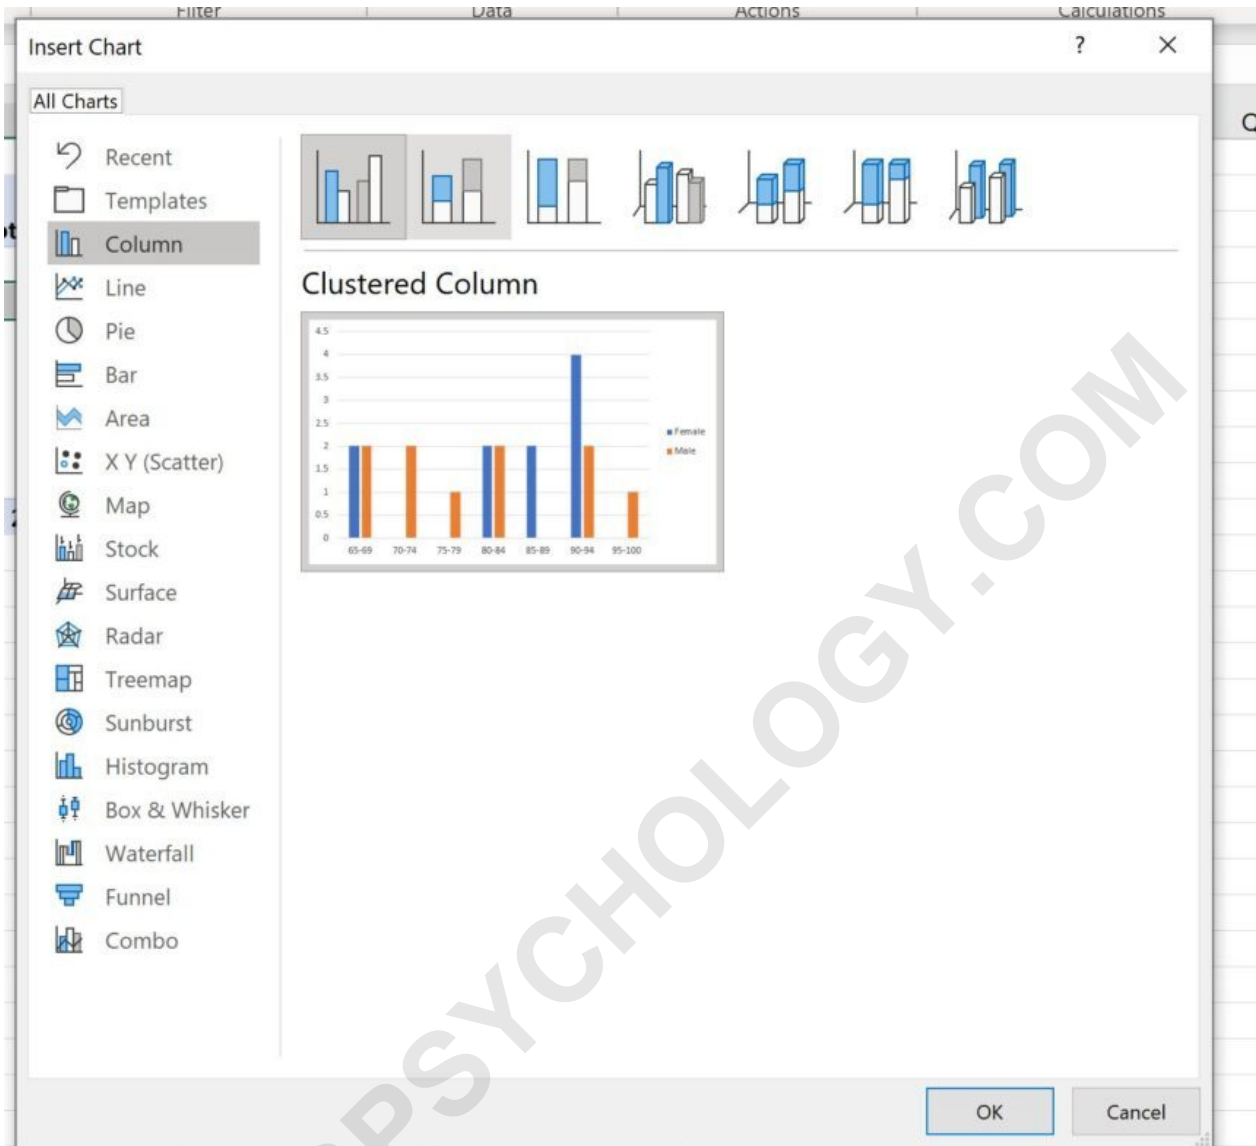 Filter Data Actions Calculations
Insert Chart ? ×
All Charts
Recent
Templates
Column
Line
Pie
Bar
Area
X Y (Scatter)
Map
Stock
Surface
Radar
Treemap
Sunburst
Histogram
Box & Whisker
Waterfall
Funnel
Combo
Clustered Column
4.5
4
3.5
3
2.5
2
1.5
1
0.5
0
65-69 70-74 75-79 80-84 85-89 90-94 95-100
Female
Male
OK Cancel
PSYCHOLOGY.COM